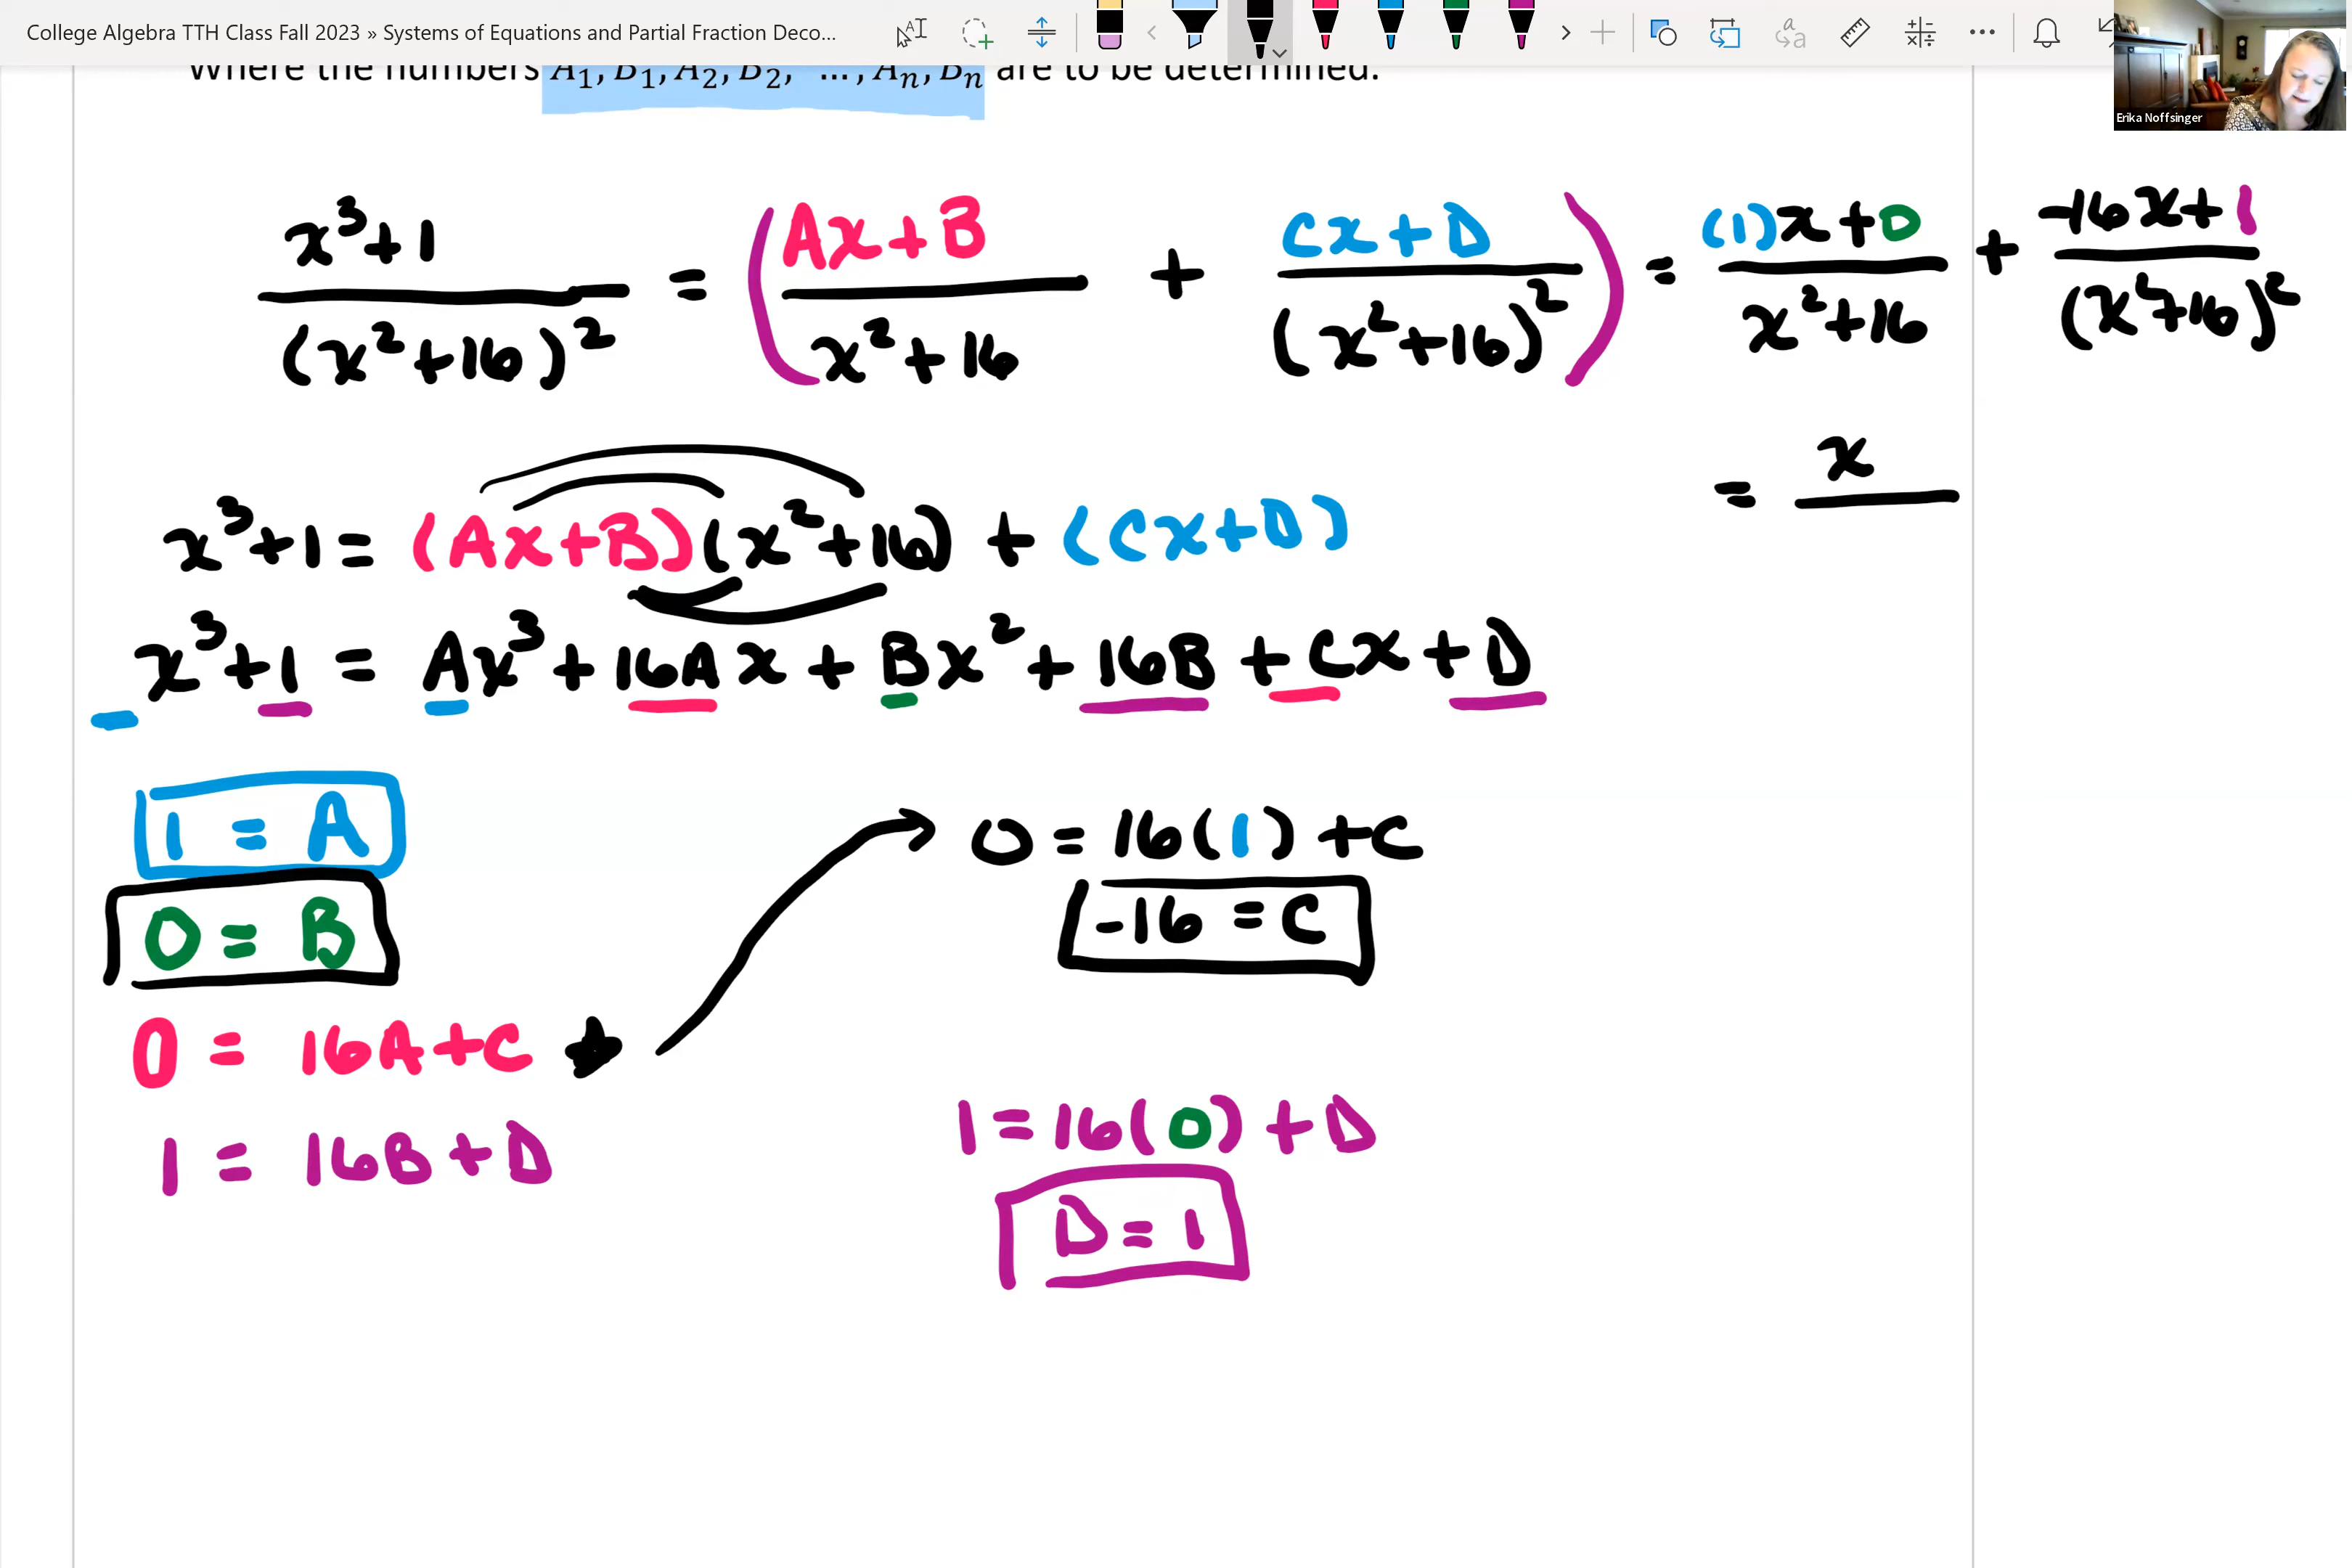 College Algebra TTH Class Fall 2023 » Systems of Equations and Partial Fraction Deco...
Erika Noffsinger
Where the numbers A₁, B₁, A₂, B₂, ..., Aₙ, Bₙ are to be determined.
(x³+1)/(x²+16)² = ((Ax+B)/(x²+16) + (Cx+D)/(x²+16)²) = ((1)x+0)/(x²+16) + (-16x+1)/(x²+16)²
= x/
x³+1 = (Ax+B)(x²+16) + (Cx+D)
x³+1 = Ax³+16Ax+Bx²+16B+Cx+D
1 = A
0 = 16(1)+C
0 = B
-16 = C
0 = 16A+C
1 = 16(0)+D
1 = 16B+D
D = 1